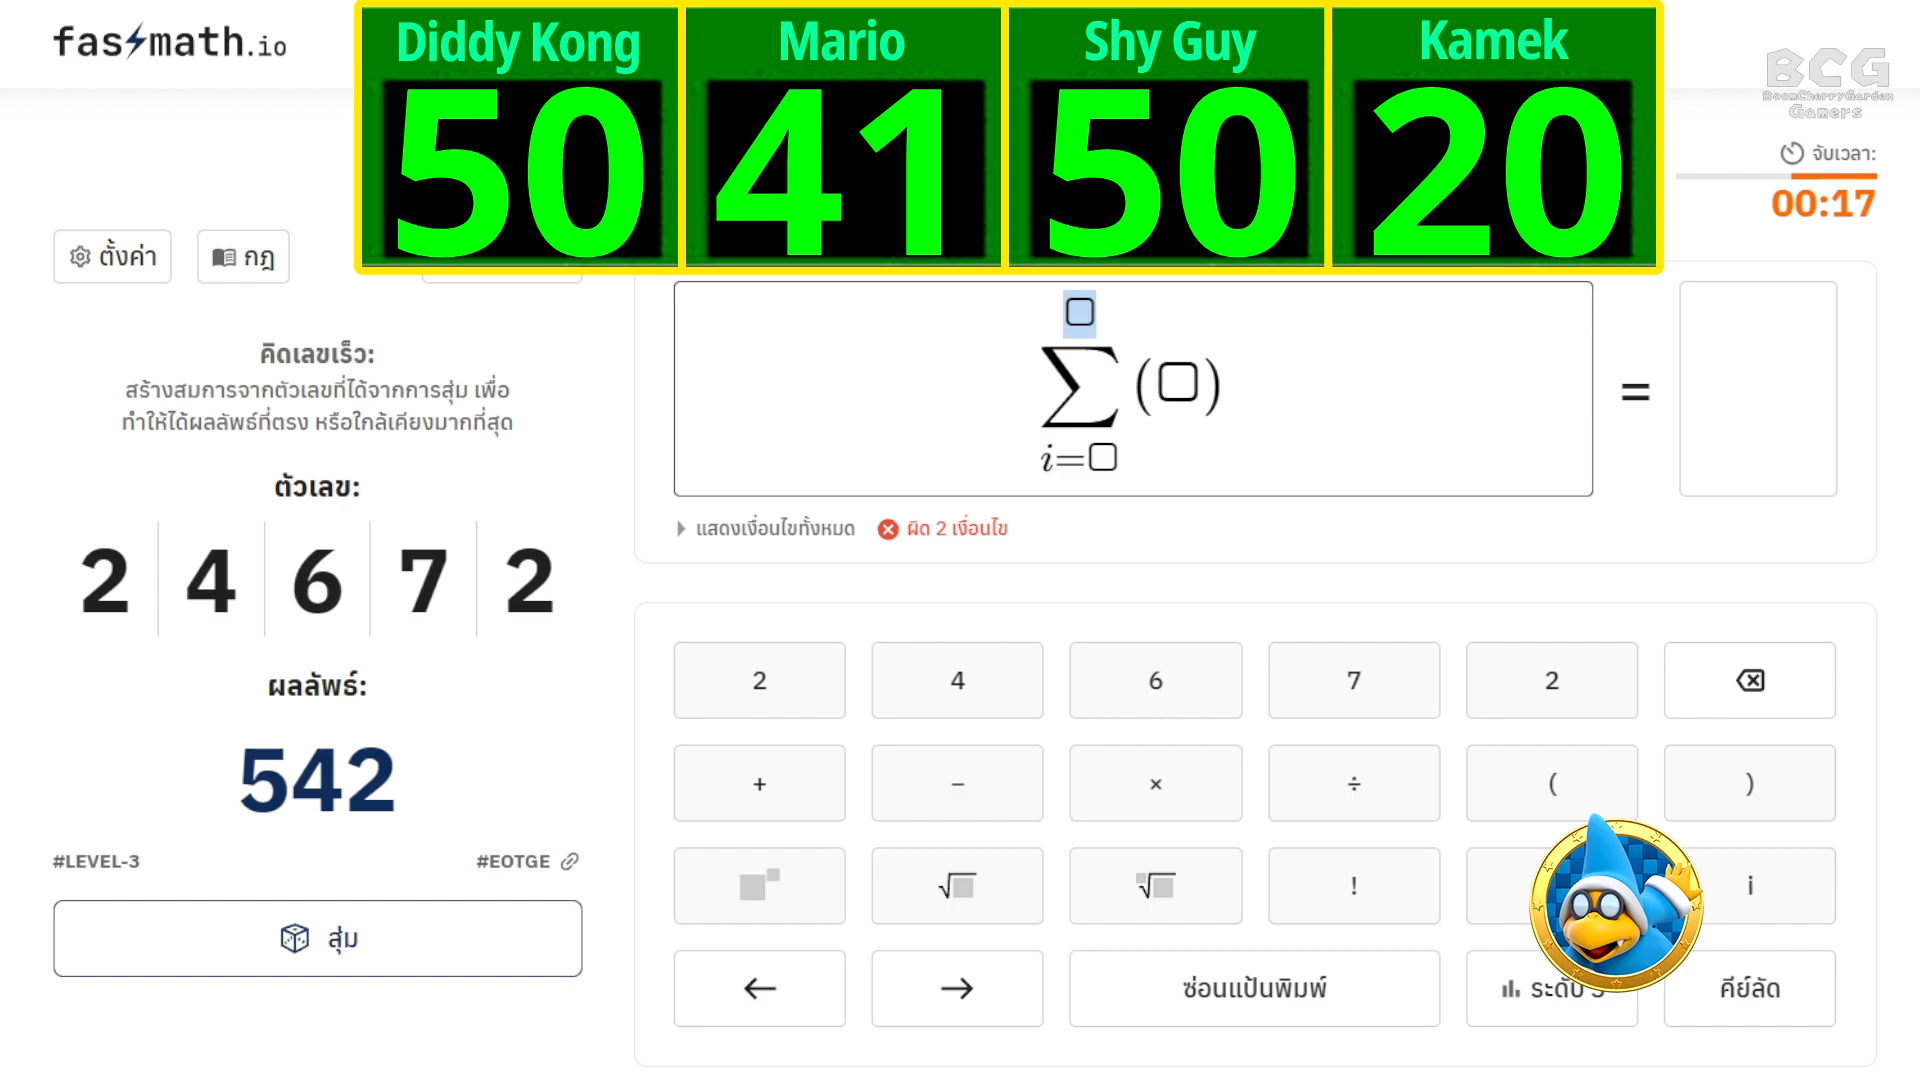 fastmath.io
Diddy Kong
Mario
Shy Guy
Kamek
50
41
50
20
BCG
BoomCherryGarden
Gamers
จับเวลา:
00:17
ตั้งค่า
กฎ
คิดเลขเร็ว:
สร้างสมการจากตัวเลขที่ได้จากการสุ่ม เพื่อ
ทำให้ได้ผลลัพธ์ที่ตรง หรือใกล้เคียงมากที่สุด
ตัวเลข:
2 4 6 7 2
ผลลัพธ์:
542
#LEVEL-3
#EOTGE
สุ่ม
∑ (□)
i=□
=
แสดงเงื่อนไขทั้งหมด
ผิด 2 เงื่อนไข
2 4 6 7 2
+ − × ÷ ( )
√ √ ! i
← →
ซ่อนแป้นพิมพ์
ระดับ 3
คีย์ลัด